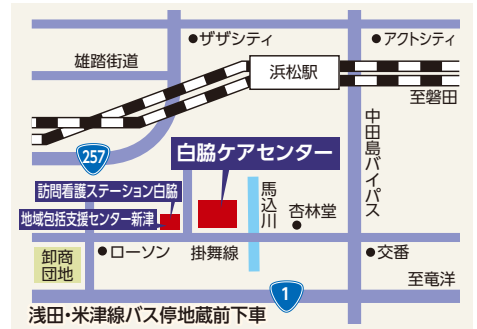 ザザシティ
アクトシティ
雄踏街道
浜松駅
至磐田
中田島バイパス
257
白脇ケアセンター
訪問看護ステーション白脇
地域包括支援センター新津
馬込川
杏林堂
ローソン
掛舞線
交番
卸商
団地
至竜洋
1
浅田・米津線バス停地蔵前下車